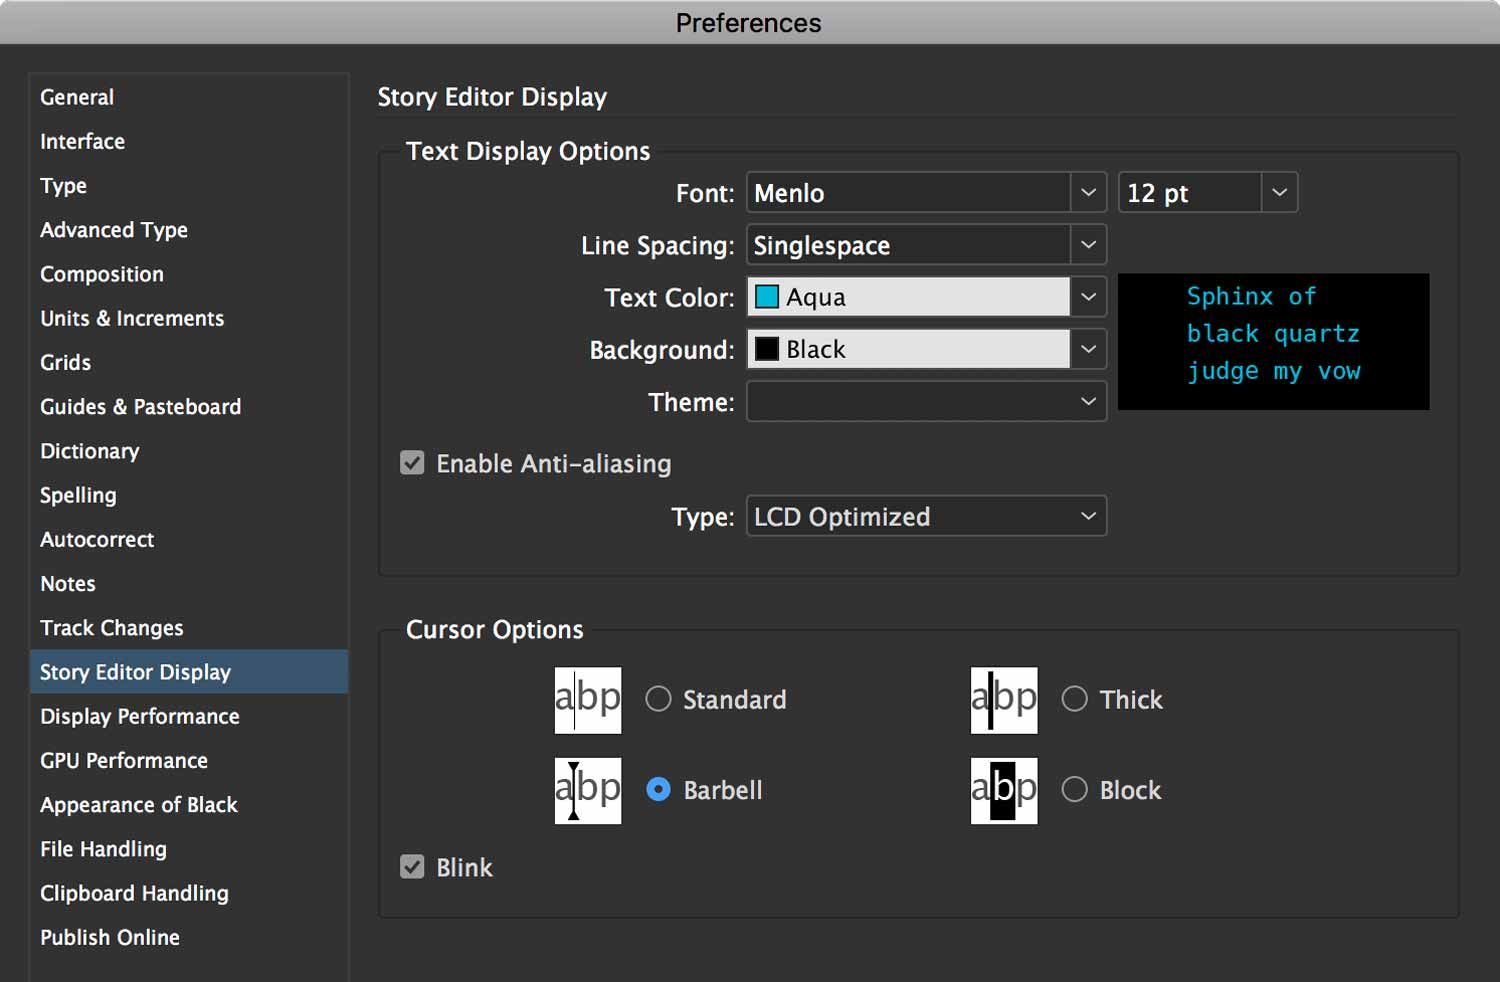 Preferences
General
Interface
Type
Advanced Type
Composition
Units & Increments
Grids
Guides & Pasteboard
Dictionary
Spelling
Autocorrect
Notes
Track Changes
Story Editor Display
Display Performance
GPU Performance
Appearance of Black
File Handling
Clipboard Handling
Publish Online
Story Editor Display
Text Display Options
Font: Menlo 12 pt
Line Spacing: Singlespace
Text Color: Aqua
Background: Black
Theme:
Sphinx of
black quartz
judge my vow
Enable Anti-aliasing
Type: LCD Optimized
Cursor Options
abp Standard
abp Thick
abp Barbell
abp Block
Blink